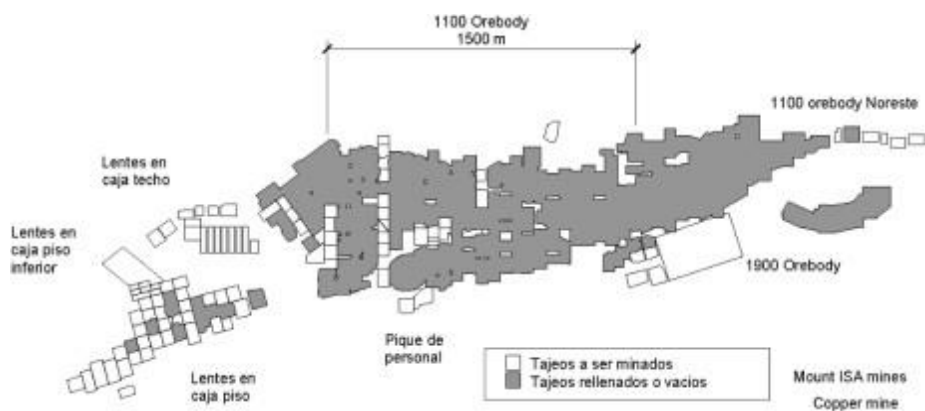 1100 Orebody
1500 m
1100 orebody Noreste
Lentes en
caja techo
Lentes en
caja piso
inferior
1900 Orebody
Pique de
personal
Lentes en
caja piso
Tajeos a ser minados
Tajeos rellenados o vacios
Mount ISA mines
Copper mine